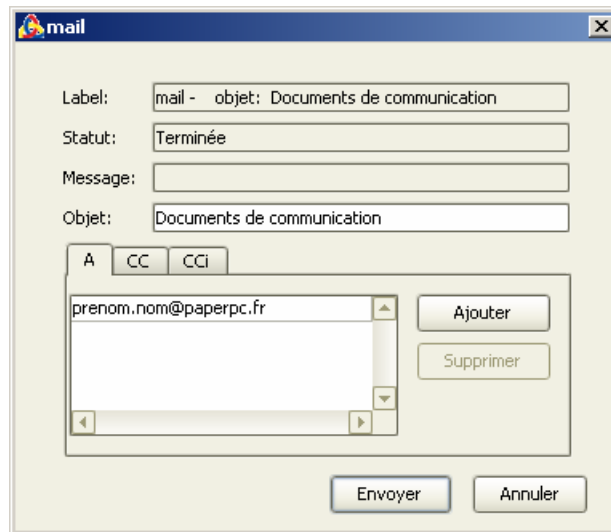 mail
Label: mail - objet: Documents de communication
Statut: Terminée
Message:
Objet: Documents de communication
A CC CCi
prenom.nom@paperpc.fr
Ajouter
Supprimer
Envoyer Annuler